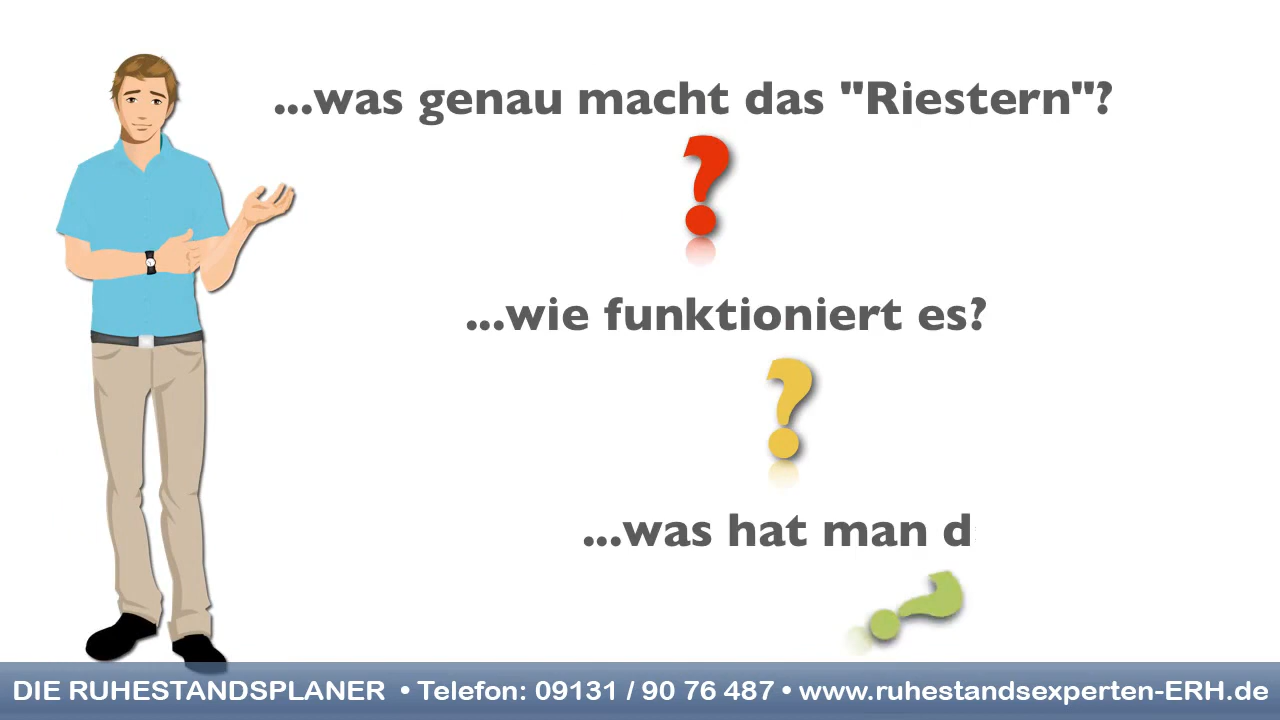 ...was genau macht das "Riestern"?
?
...wie funktioniert es?
?
...was hat man d
?
DIE RUHESTANDSPLANER • Telefon: 09131 / 90 76 487 • www.ruhestandsexperten-ERH.de